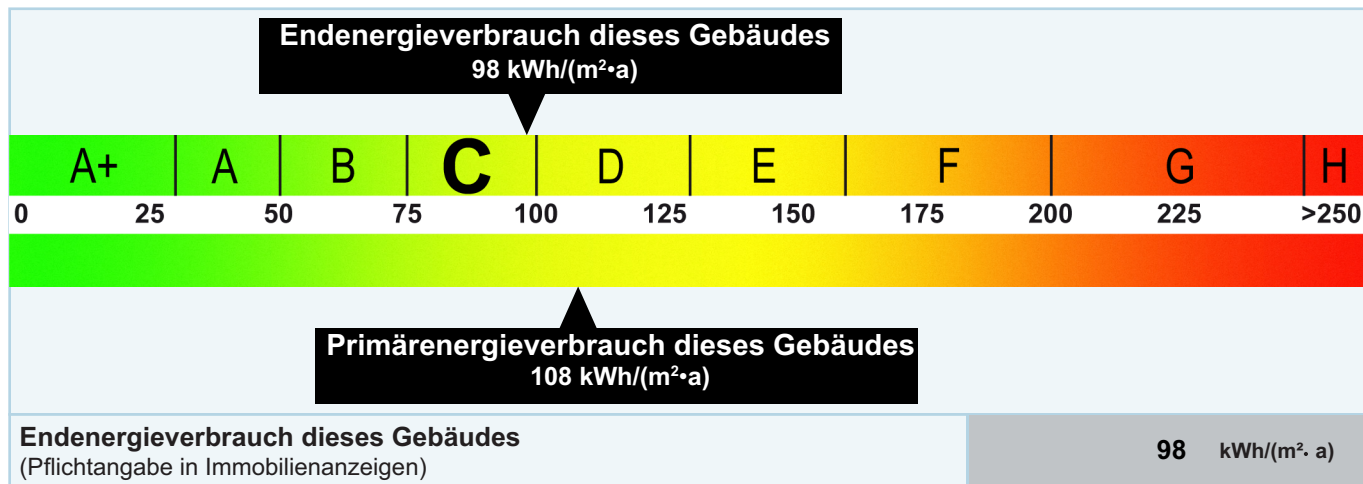 Endenergieverbrauch dieses Gebäudes
98 kWh/(m²•a)
A+ A B C D E F G H
0 25 50 75 100 125 150 175 200 225 >250
Primärenergieverbrauch dieses Gebäudes
108 kWh/(m²•a)
Endenergieverbrauch dieses Gebäudes
(Pflichtangabe in Immobilienanzeigen)
98 kWh/(m²· a)